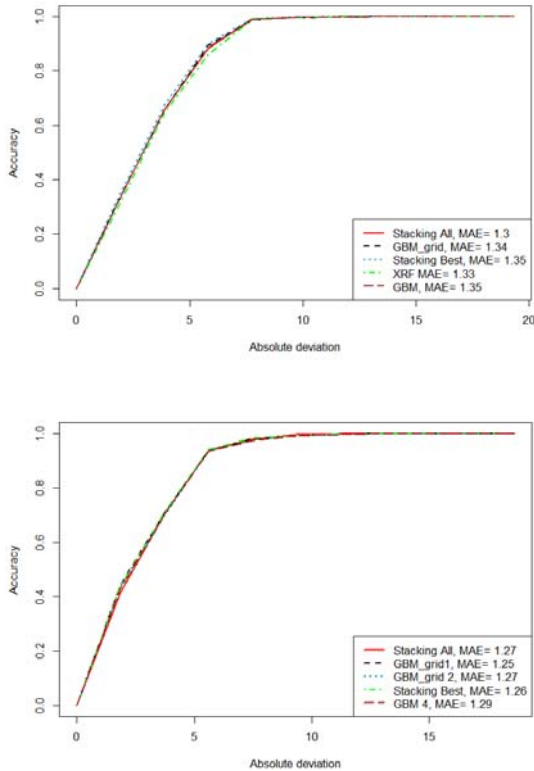 1.0
0.8
0.6
0.4
0.2
0.0
Accuracy
Stacking All, MAE= 1.3
GBM_grid, MAE= 1.34
Stacking Best, MAE= 1.35
XRF MAE= 1.33
GBM, MAE= 1.35
0 5 10 15 20
Absolute deviation
1.0
0.8
0.6
0.4
0.2
0.0
Accuracy
Stacking All, MAE= 1.27
GBM_grid1, MAE= 1.25
GBM_grid 2, MAE= 1.27
Stacking Best, MAE= 1.26
GBM 4, MAE= 1.29
0 5 10 15
Absolute deviation